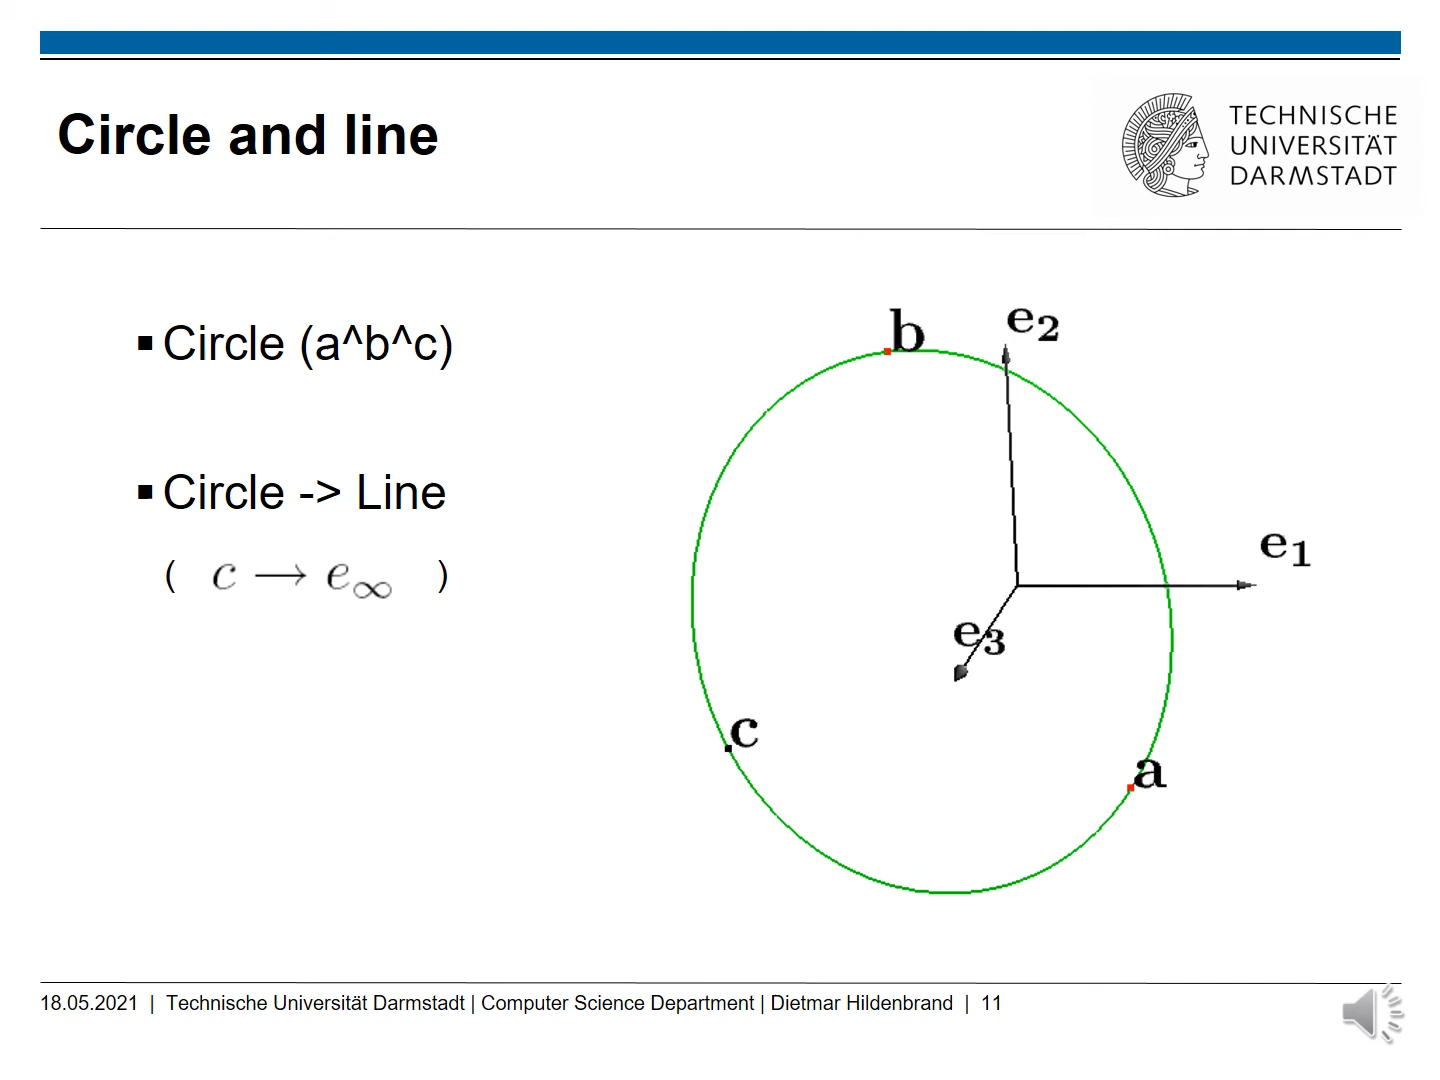 Circle and line
TECHNISCHE
UNIVERSITÄT
DARMSTADT
▪ Circle (a^b^c)
▪ Circle -> Line
( c → e∞ )
b
e₂
e₁
e₃
c
a
18.05.2021 | Technische Universität Darmstadt | Computer Science Department | Dietmar Hildenbrand | 11